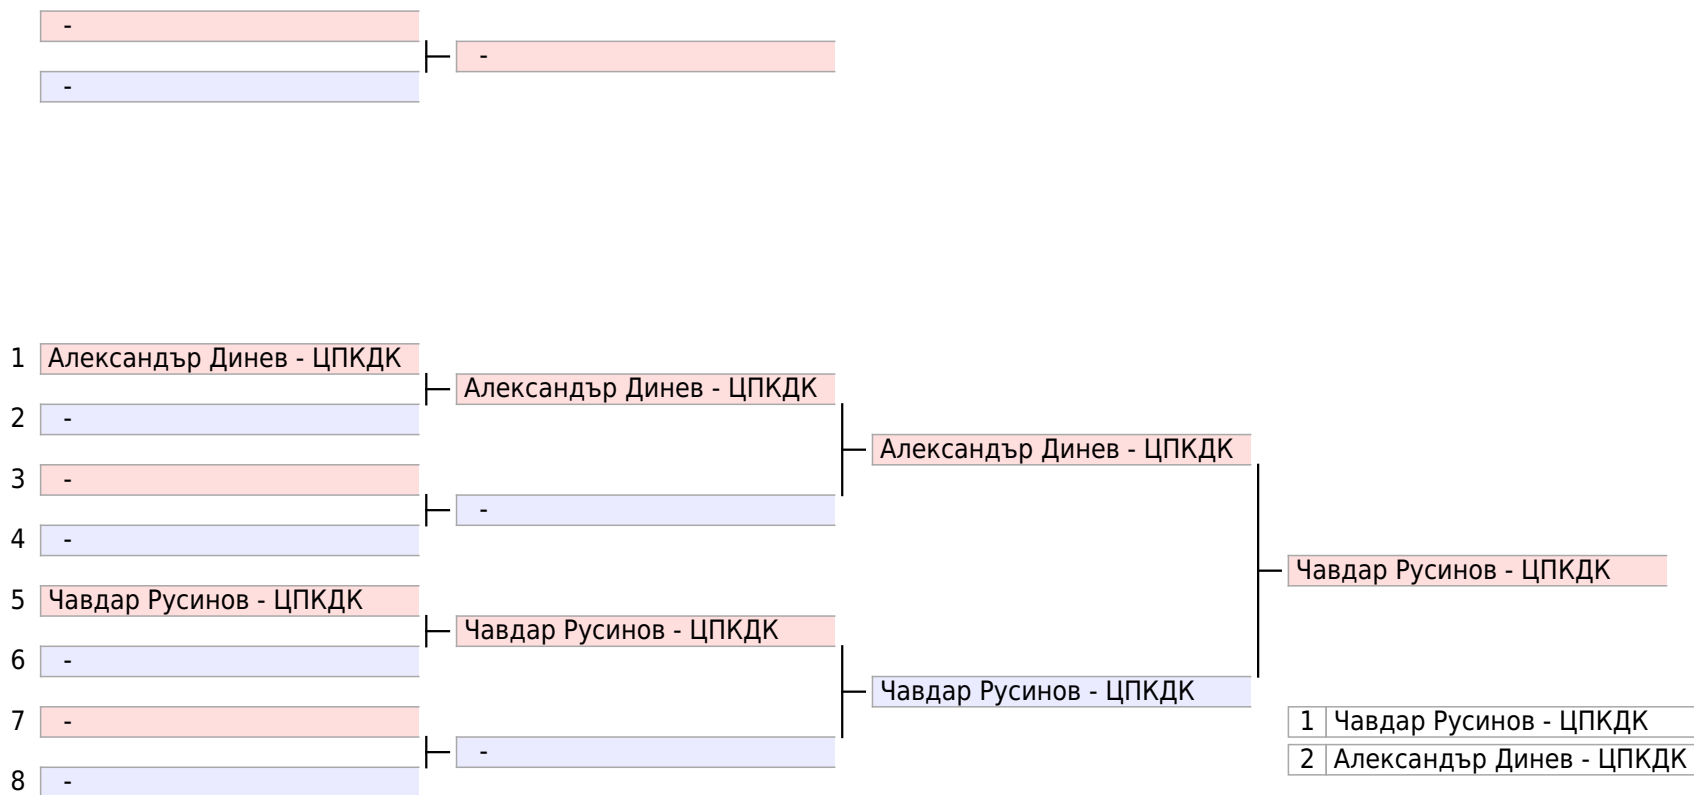 -
-
-
1 Александър Динев - ЦПКДК
Александър Динев - ЦПКДК
2 -
Александър Динев - ЦПКДК
3 -
-
4 -
Чавдар Русинов - ЦПКДК
5 Чавдар Русинов - ЦПКДК
Чавдар Русинов - ЦПКДК
6 -
Чавдар Русинов - ЦПКДК
7 -
1 Чавдар Русинов - ЦПКДК
-
2 Александър Динев - ЦПКДК
8 -